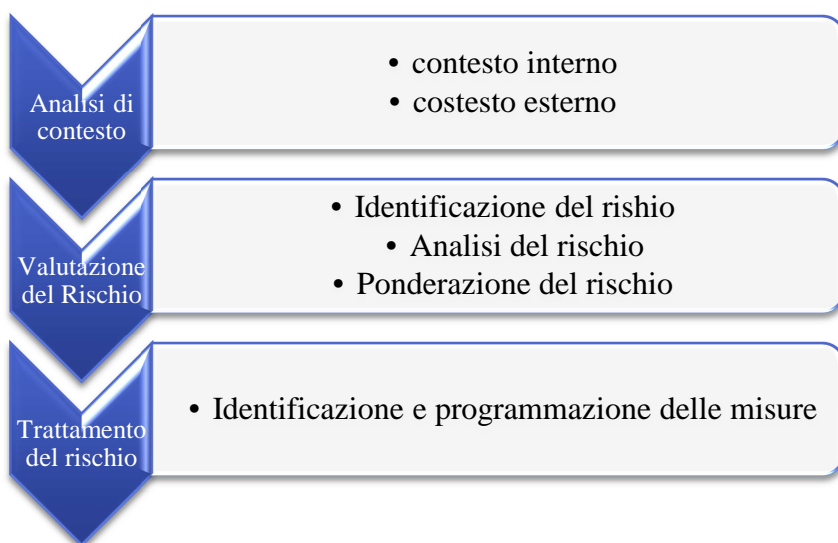 Analisi di
contesto
• contesto interno
• costesto esterno
Valutazione
del Rischio
• Identificazione del rishio
• Analisi del rischio
• Ponderazione del rischio
Trattamento
del rischio
• Identificazione e programmazione delle misure